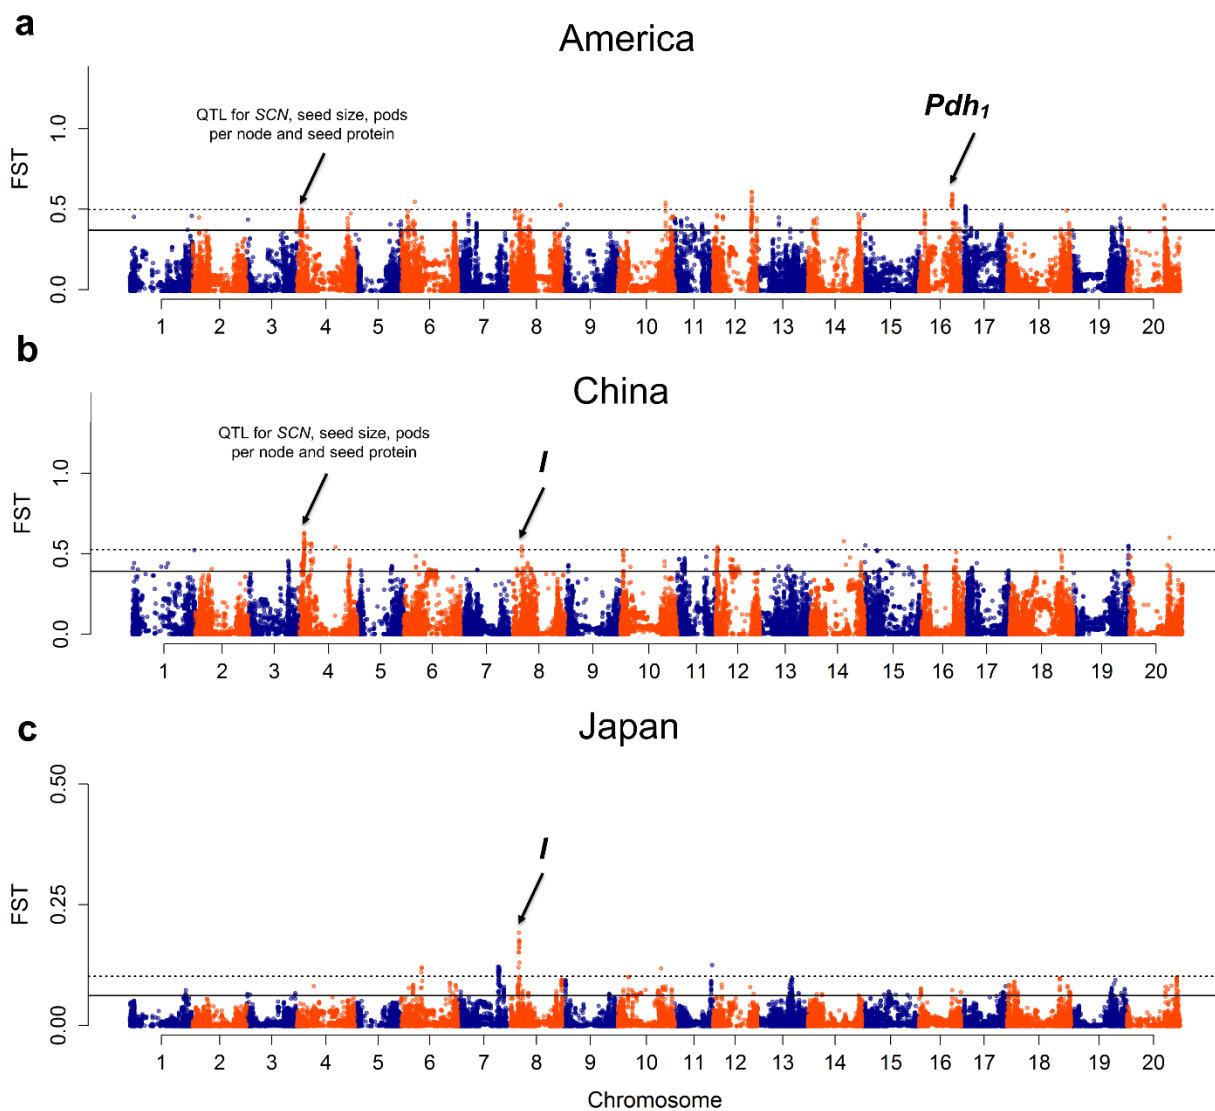 a
America
QTL for SCN, seed size, pods
per node and seed protein
Pdh1
FST
1.0
0.5
0.0
1 2 3 4 5 6 7 8 9 10 11 12 13 14 15 16 17 18 19 20
b
China
QTL for SCN, seed size, pods
per node and seed protein
I
FST
1.0
0.5
0.0
1 2 3 4 5 6 7 8 9 10 11 12 13 14 15 16 17 18 19 20
c
Japan
I
FST
0.50
0.25
0.00
1 2 3 4 5 6 7 8 9 10 11 12 13 14 15 16 17 18 19 20
Chromosome